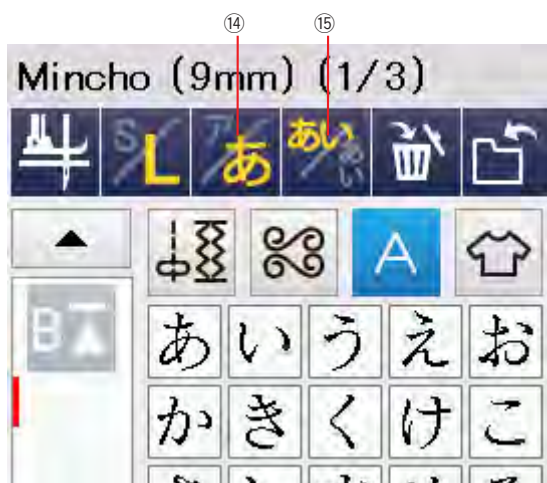 ⑭ ⑮
Mincho (9mm) (1/3)
S L ア あ あい あい
A
B
あ い う え お
か き く け こ